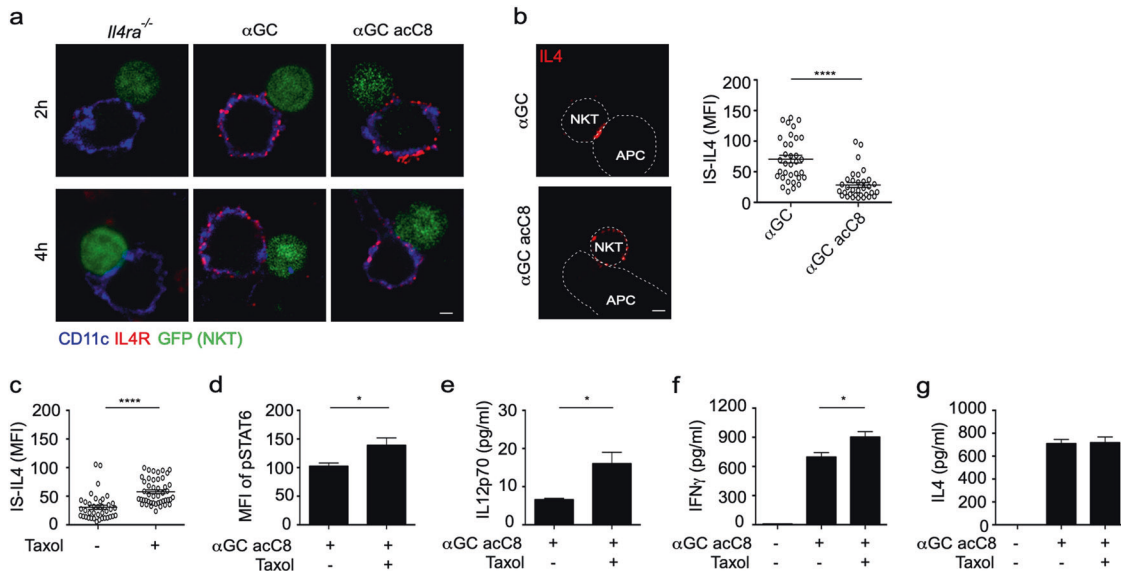 a
Il4ra-/-
αGC
αGC acC8
2h
4h
CD11c IL4R GFP (NKT)
b
IL4
αGC
NKT
APC
αGC acC8
NKT
APC
IS-IL4 (MFI)
200
150
100
50
0
****
αGC
αGC acC8
c
IS-IL4 (MFI)
200
150
100
50
0
****
Taxol - +
d
MFI of pSTAT6
200
150
100
50
0
*
αGC acC8 + +
Taxol - +
e
IL12p70 (pg/ml)
30
20
10
0
*
αGC acC8 + +
Taxol - +
f
IFNγ (pg/ml)
1200
900
600
300
0
*
αGC acC8 - + +
Taxol - - +
g
IL4 (pg/ml)
1000
800
600
400
200
0
αGC acC8 - + +
Taxol - - +